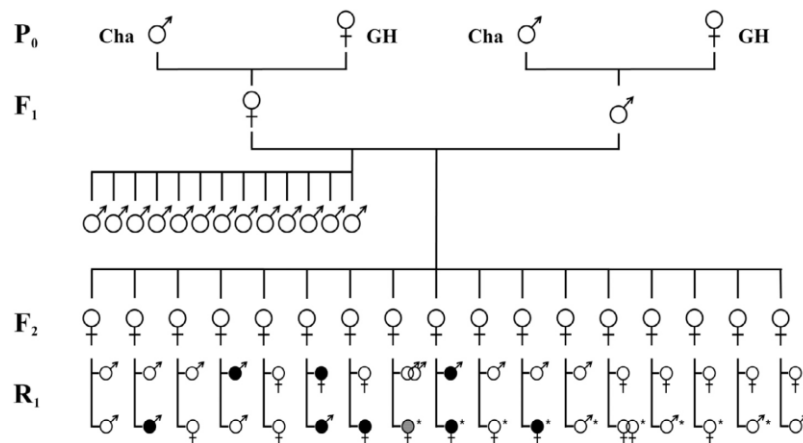 P₀ Cha GH Cha GH
F₁
F₂
R₁
* * * * * * * * * *